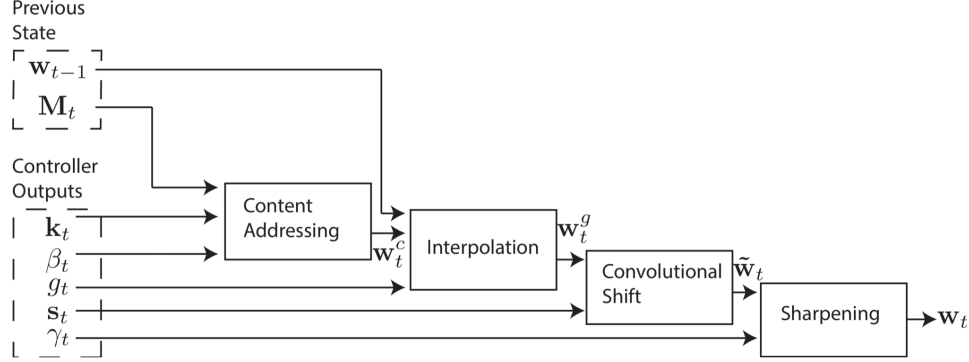 Previous
State
w_{t−1}
M_t
Controller
Outputs
k_t
β_t
g_t
s_t
γ_t
Content
Addressing
w_t^c
Interpolation
w_t^g
Convolutional
Shift
w̃_t
Sharpening
w_t